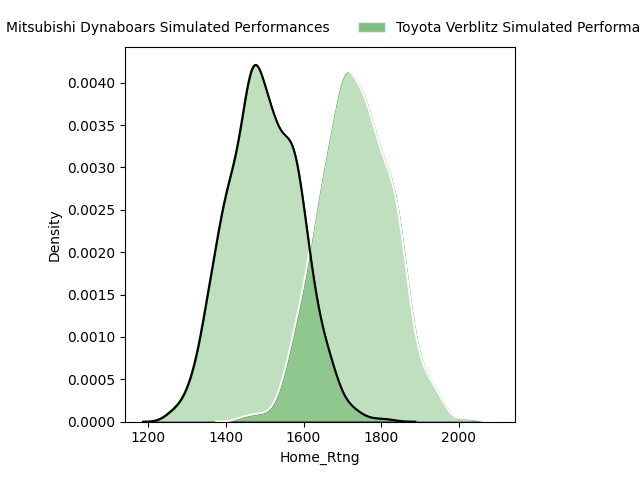 Mitsubishi Dynaboars Simulated Performances
Toyota Verblitz Simulated Performa
0.0040
0.0035
0.0030
0.0025
0.0020
0.0015
0.0010
0.0005
0.0000
Density
1200 1400 1600 1800 2000
Home_Rtng